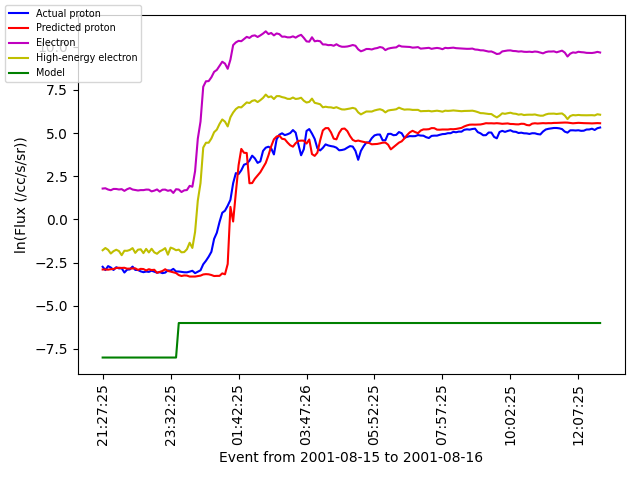 Actual proton
Predicted proton
Electron
High-energy electron
Model
10.0
7.5
5.0
2.5
0.0
−2.5
−5.0
−7.5
ln(Flux (/cc/s/sr))
21:27:25
23:32:25
01:42:25
03:47:26
05:52:25
07:57:25
10:02:25
12:07:25
Event from 2001-08-15 to 2001-08-16